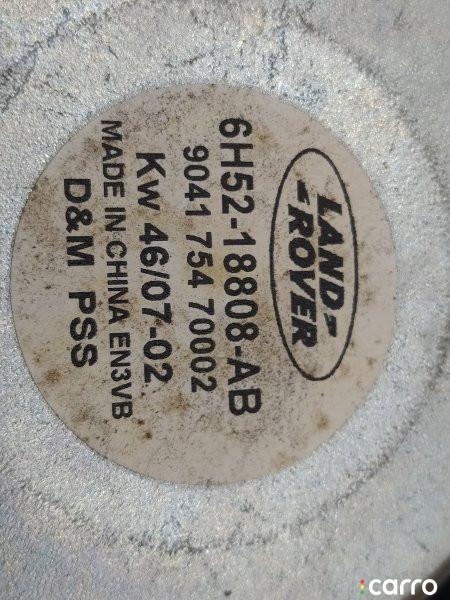 LAND-
-ROVER
6H52-18808-AB
9041 754 70002
Kw 46/07-02
MADE IN CHINA EN3VB
D&M PSS
carro